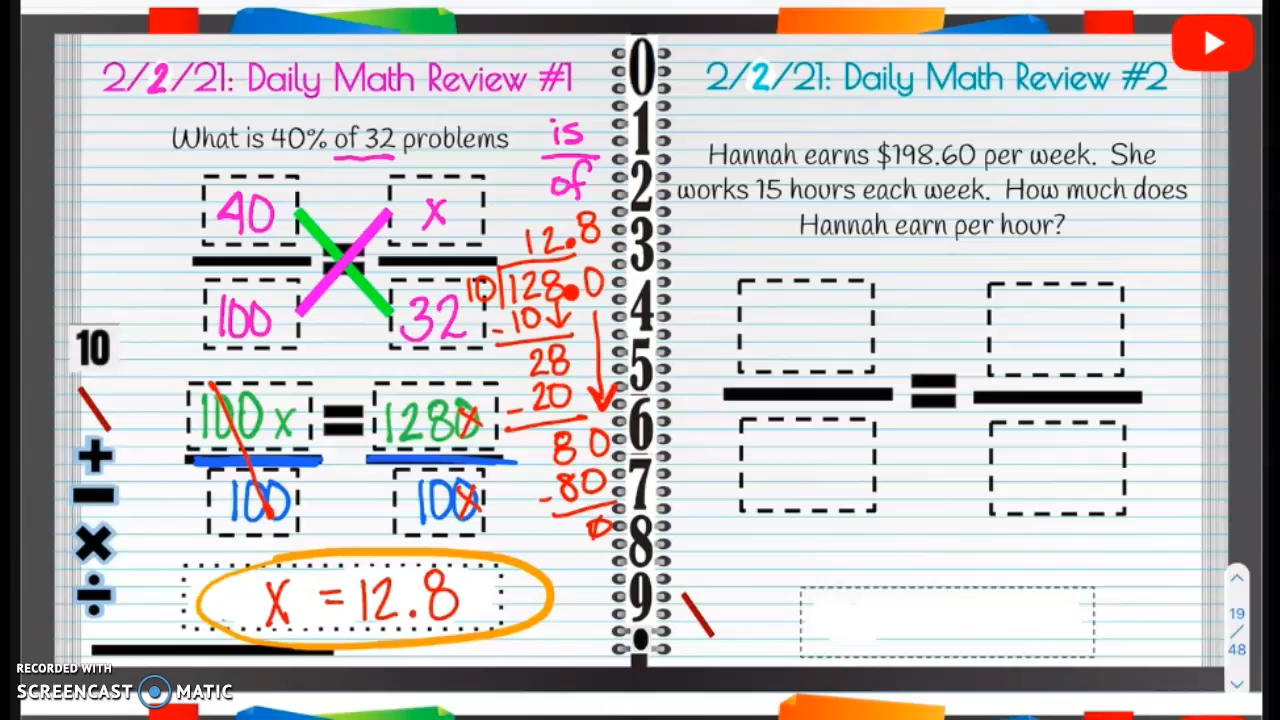 2/2/21: Daily Math Review #1
What is 40% of 32 problems
is
of
40
x
=
100
32
12.8
10 128.0
-10
28
-20
80
-80
0
100x = 1280
100 100
x = 12.8
10
+
-
×
÷
0
1
2
3
4
5
6
7
8
9
.
2/2/21: Daily Math Review #2
Hannah earns $198.60 per week. She
works 15 hours each week. How much does
Hannah earn per hour?
=
19
/
48
RECORDED WITH
SCREENCAST MATIC